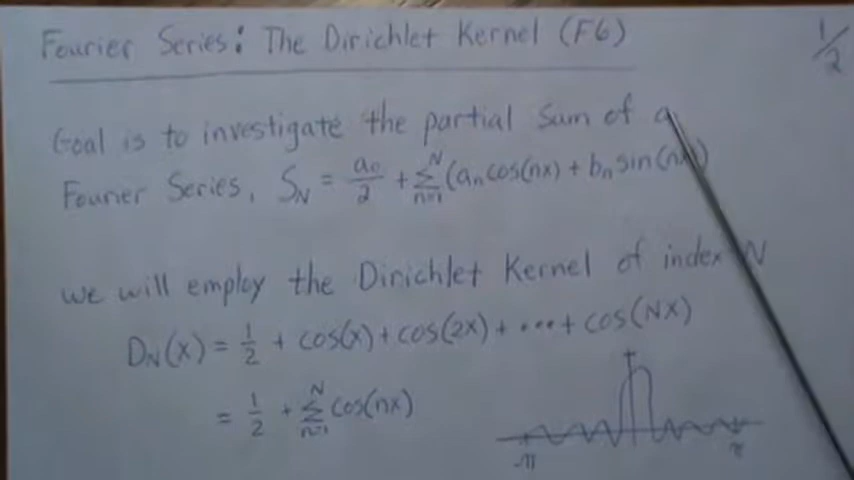 Fourier Series: The Dirichlet Kernel (F6)
1/2
Goal is to investigate the partial sum of a
Fourier Series, S_N = a_0/2 + Σ_{n=1}^{N} (a_n cos(nx) + b_n sin(nx))
we will employ the Dirichlet Kernel of index N
D_N(x) = 1/2 + cos(x) + cos(2x) + ••• + cos(Nx)
= 1/2 + Σ_{n=1}^{N} cos(nx)
-π π